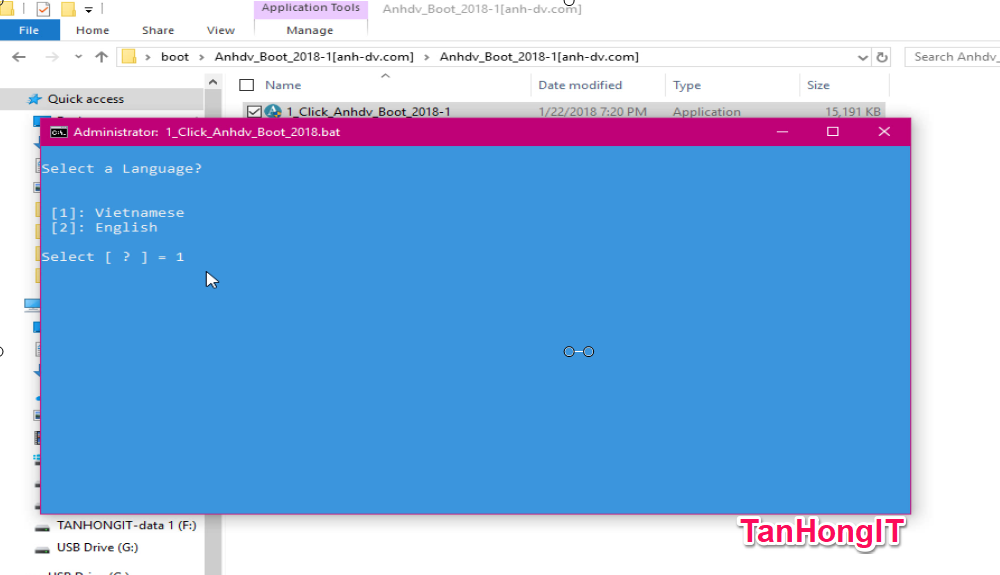 Application Tools
Anhdv_Boot_2018-1[anh-dv.com]
File Home Share View Manage
boot Anhdv_Boot_2018-1[anh-dv.com] Anhdv_Boot_2018-1[anh-dv.com]
Search Anhdv_
Quick access
Name Date modified Type Size
1_Click_Anhdv_Boot_2018-1 1/22/2018 7:20 PM Application 15,191 KB
Administrator: 1_Click_Anhdv_Boot_2018.bat
Select a Language?
[1]: Vietnamese
[2]: English
Select [ ? ] = 1
TANHONGIT-data 1 (F:)
USB Drive (G:)
TanHongIT